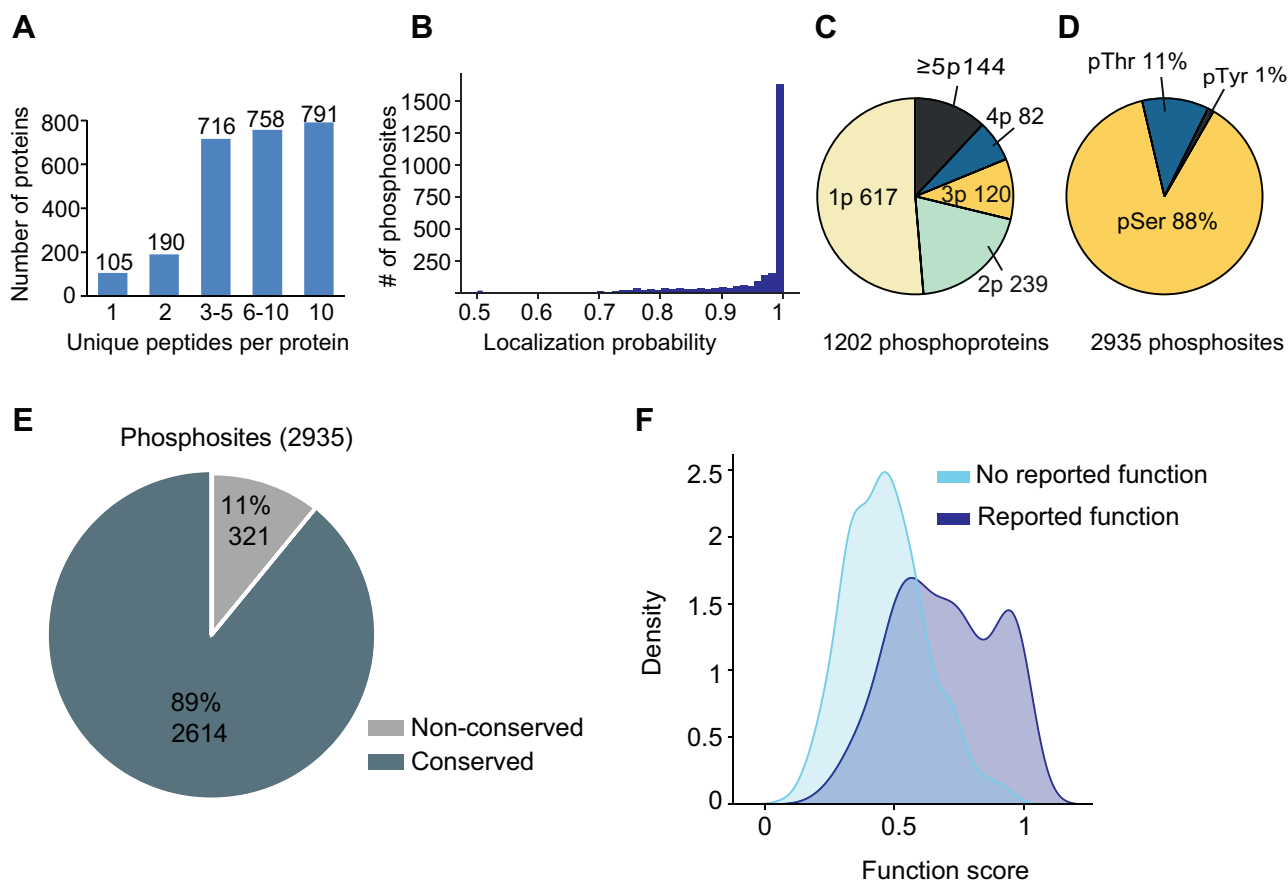 A
Number of proteins
800
600
400
200
0
105
190
716
758
791
1
2
3-5
6-10
10
Unique peptides per protein
B
# of phosphosites
1500
1250
1000
750
500
250
0.5
0.6
0.7
0.8
0.9
1
Localization probability
C
≥5p144
4p 82
3p 120
2p 239
1p 617
1202 phosphoproteins
D
pThr 11%
pTyr 1%
pSer 88%
2935 phosphosites
E
Phosphosites (2935)
11%
321
89%
2614
Non-conserved
Conserved
F
No reported function
Reported function
Density
2.5
2
1.5
1
0.5
0
0
0.5
1
Function score